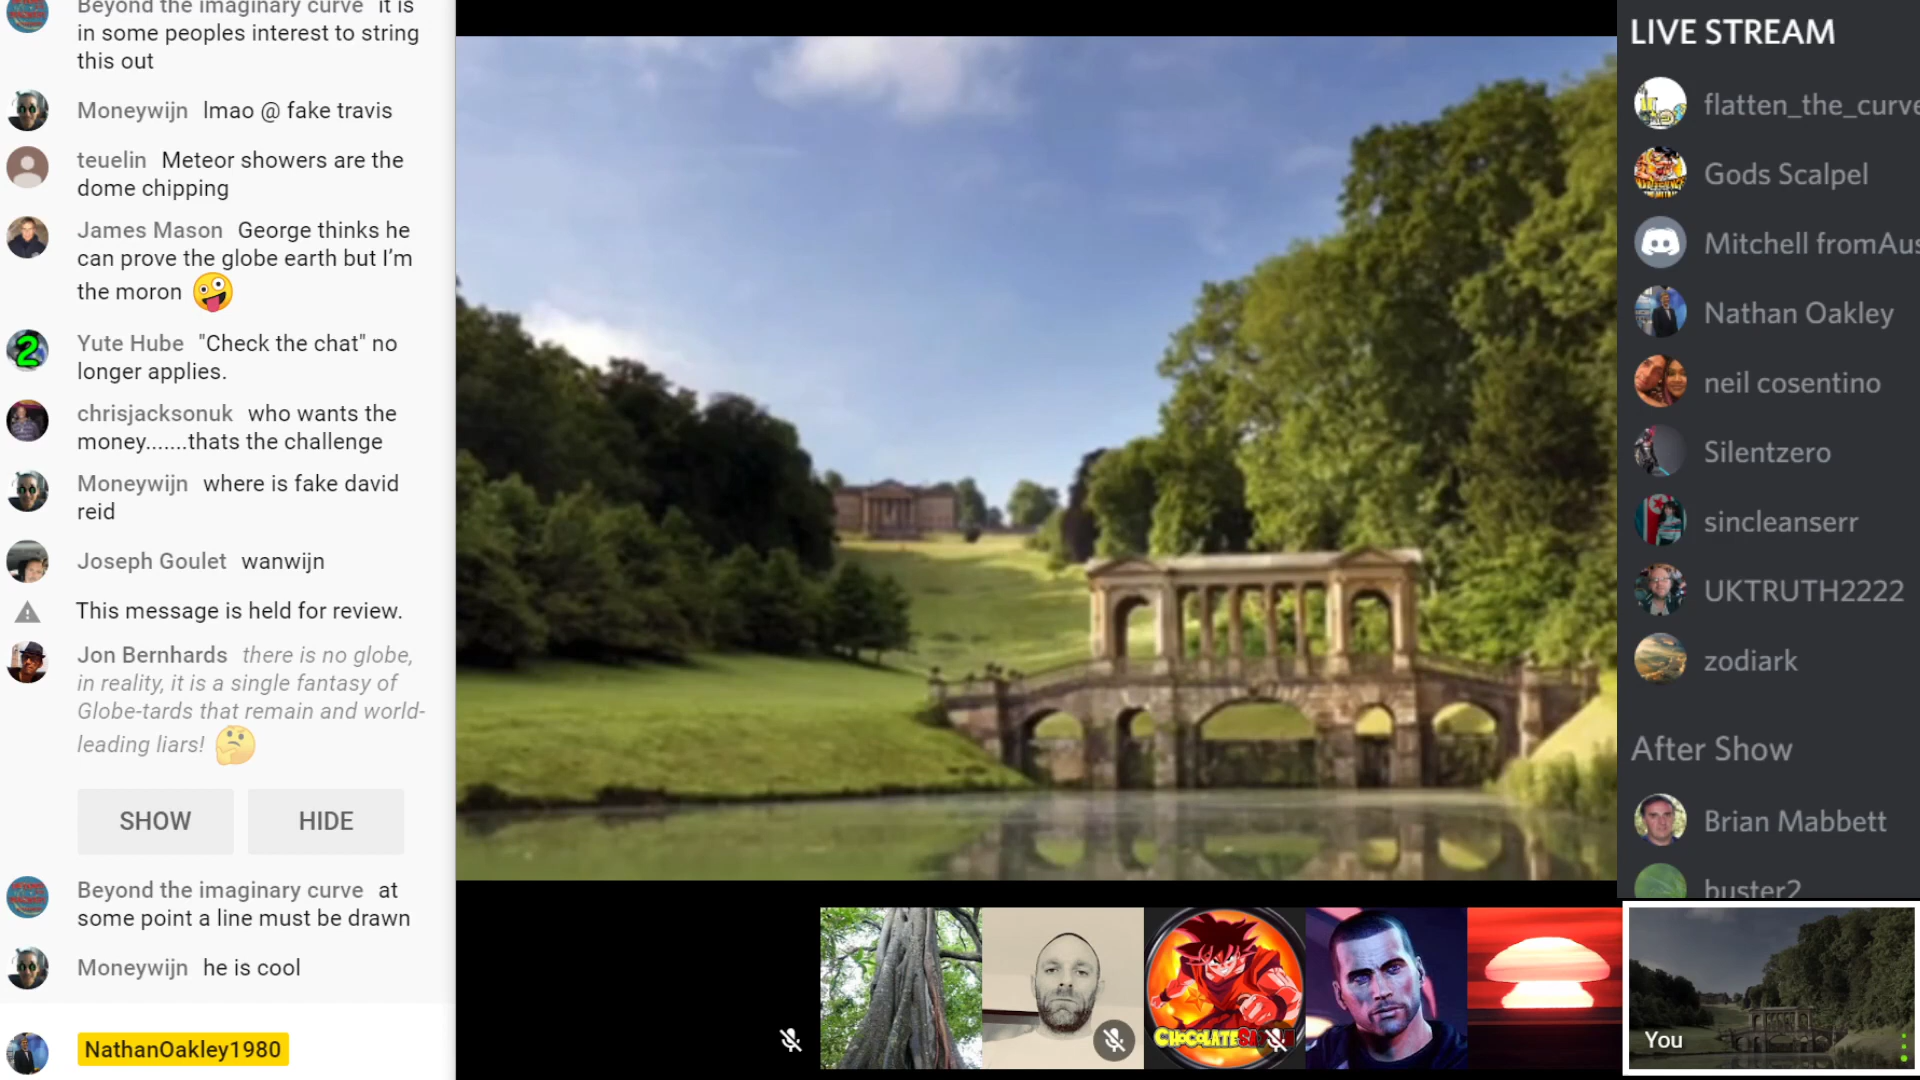 Beyond the imaginary curve it is
in some peoples interest to string
this out
Moneywijn lmao @ fake travis
teuelin Meteor showers are the
dome chipping
James Mason George thinks he
can prove the globe earth but I’m
the moron
Yute Hube "Check the chat" no
longer applies.
chrisjacksonuk who wants the
money.......thats the challenge
Moneywijn where is fake david
reid
Joseph Goulet wanwijn
This message is held for review.
Jon Bernhards there is no globe,
in reality, it is a single fantasy of
Globe-tards that remain and world-
leading liars!
SHOW HIDE
Beyond the imaginary curve at
some point a line must be drawn
Moneywijn he is cool
NathanOakley1980
CHOCOLATE
You
LIVE STREAM
flatten_the_curve
Gods Scalpel
Mitchell fromAus
Nathan Oakley
neil cosentino
Silentzero
sincleanserr
UKTRUTH2222
zodiark
After Show
Brian Mabbett
buster2